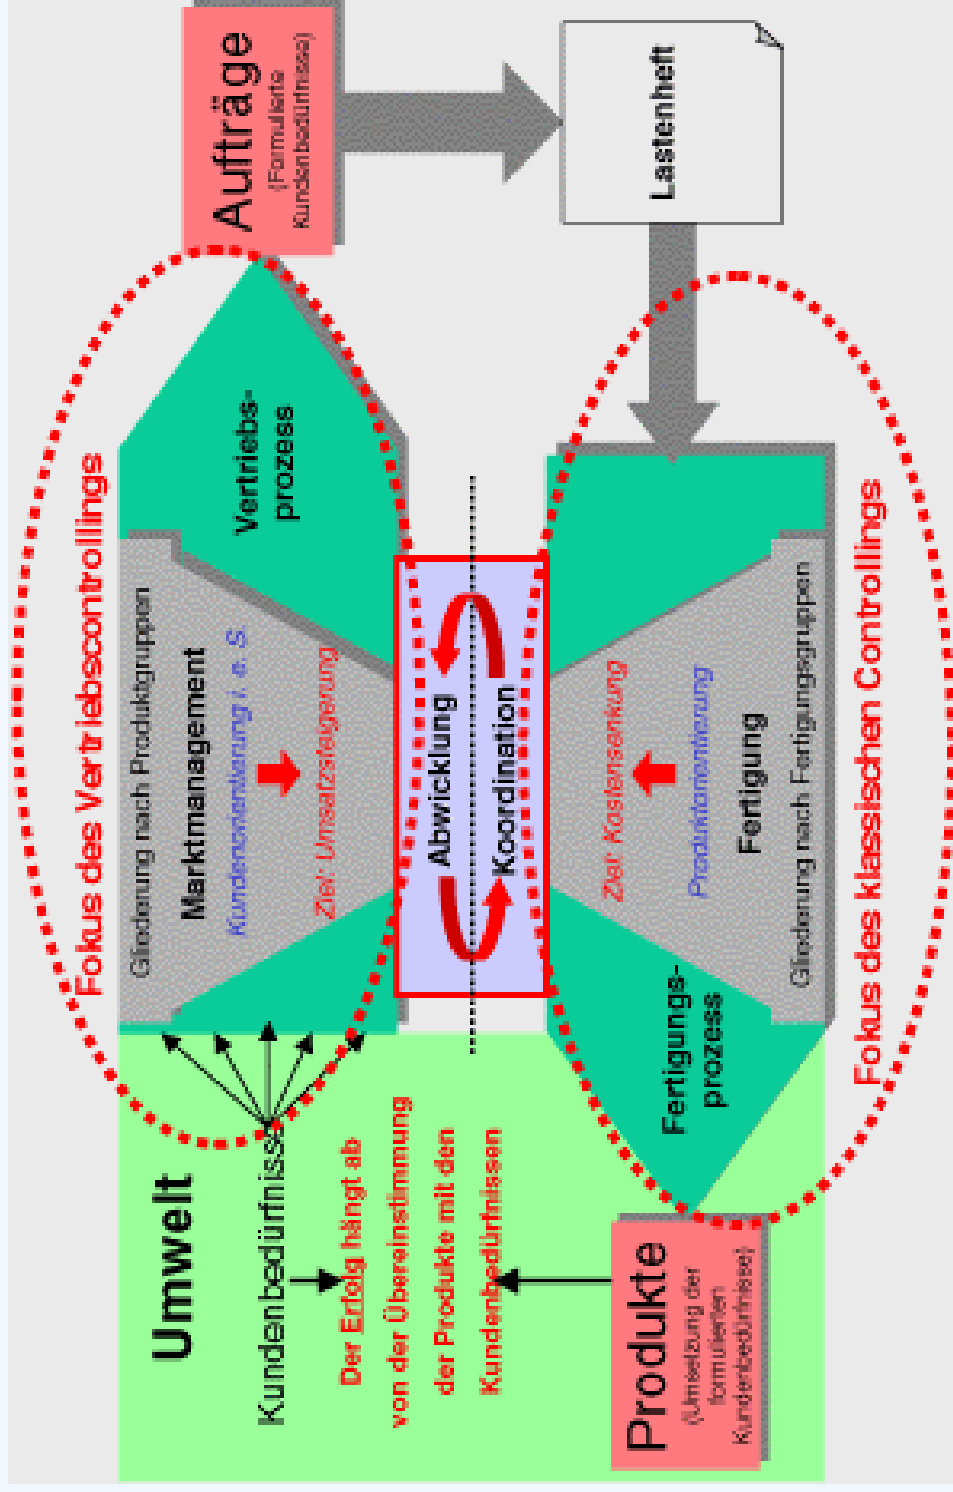 Fokus des Vertriebscontrollings
Umwelt
Kundenbedürfnisse
Der Erfolg hängt ab
von der Übereinstimmung
der Produkte mit den
Kundenbedürfnissen
Produkte
(Umsetzung der
formulierten
Kundenbedürfnisse)
Gliederung nach Produktgruppen
Marktmanagement
Kundenorientierung i. e. S.
Ziel: Umsatzsteigerung
Vertriebs-
prozess
Aufträge
(Formulierte
Kundenbedürfnisse)
Abwicklung
Koordination
Lastenheft
Ziel: Kostensenkung
Produktorientierung
Fertigung
Gliederung nach Fertigungsgruppen
Fertigungs-
prozess
Fokus des klassischen Controllings